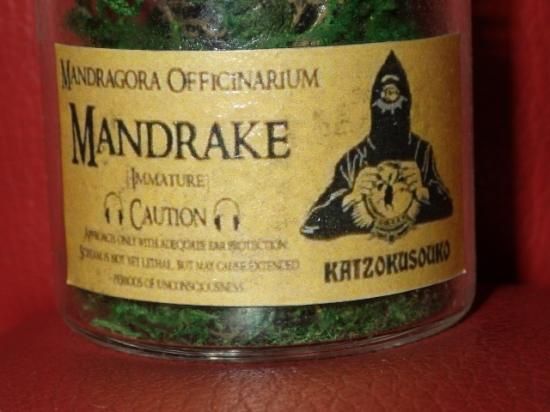 MANDRAGORA OFFICINARIUM
MANDRAKE
[IMMATURE]
CAUTION
APPROACH ONLY WITH ADEQUATE EAR PROTECTION.
SCREAM IS NOT YET LETHAL, BUT MAY CAUSE EXTENDED
PERIODS OF UNCONSCIOUSNESS
KATZOKUSOUKO